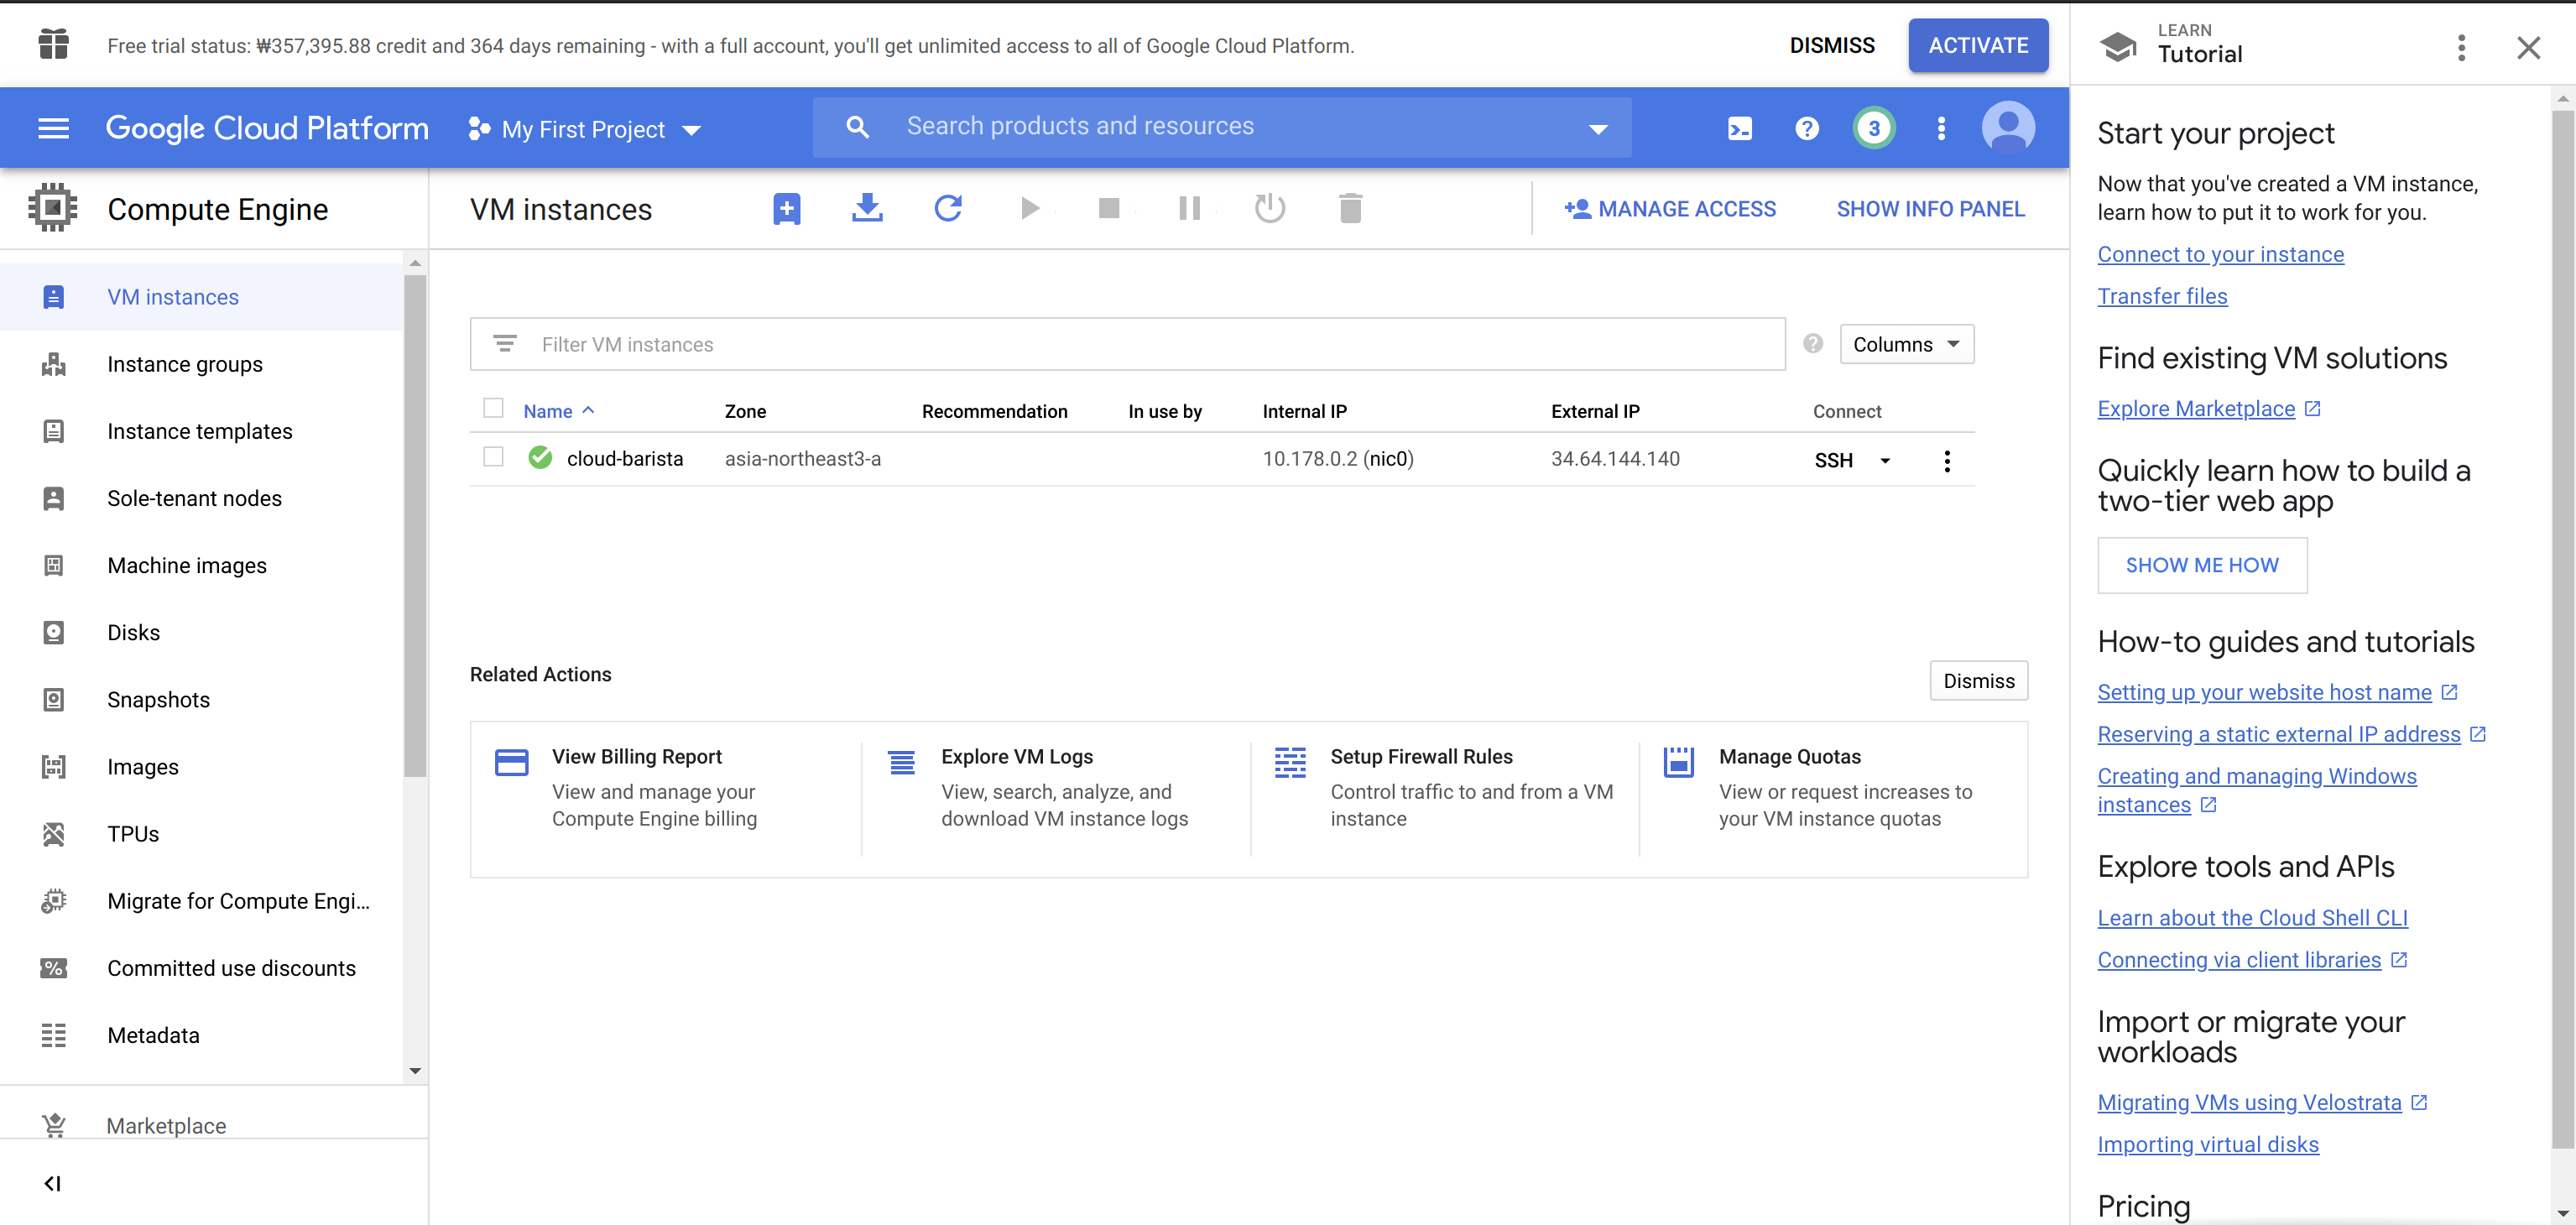 Free trial status: ₩357,395.88 credit and 364 days remaining - with a full account, you'll get unlimited access to all of Google Cloud Platform.
DISMISS
ACTIVATE
Google Cloud Platform
My First Project
Search products and resources
3
Compute Engine
VM instances
Instance groups
Instance templates
Sole-tenant nodes
Machine images
Disks
Snapshots
Images
TPUs
Migrate for Compute Engi...
Committed use discounts
Metadata
Marketplace
VM instances
MANAGE ACCESS
SHOW INFO PANEL
Filter VM instances
Columns
Name Zone Recommendation In use by Internal IP External IP Connect
cloud-barista asia-northeast3-a 10.178.0.2 (nic0) 34.64.144.140 SSH
Related Actions
Dismiss
View Billing Report
View and manage your
Compute Engine billing
Explore VM Logs
View, search, analyze, and
download VM instance logs
Setup Firewall Rules
Control traffic to and from a VM
instance
Manage Quotas
View or request increases to
your VM instance quotas
LEARN
Tutorial
Start your project
Now that you've created a VM instance,
learn how to put it to work for you.
Connect to your instance
Transfer files
Find existing VM solutions
Explore Marketplace
Quickly learn how to build a
two-tier web app
SHOW ME HOW
How-to guides and tutorials
Setting up your website host name
Reserving a static external IP address
Creating and managing Windows
instances
Explore tools and APIs
Learn about the Cloud Shell CLI
Connecting via client libraries
Import or migrate your
workloads
Migrating VMs using Velostrata
Importing virtual disks
Pricing